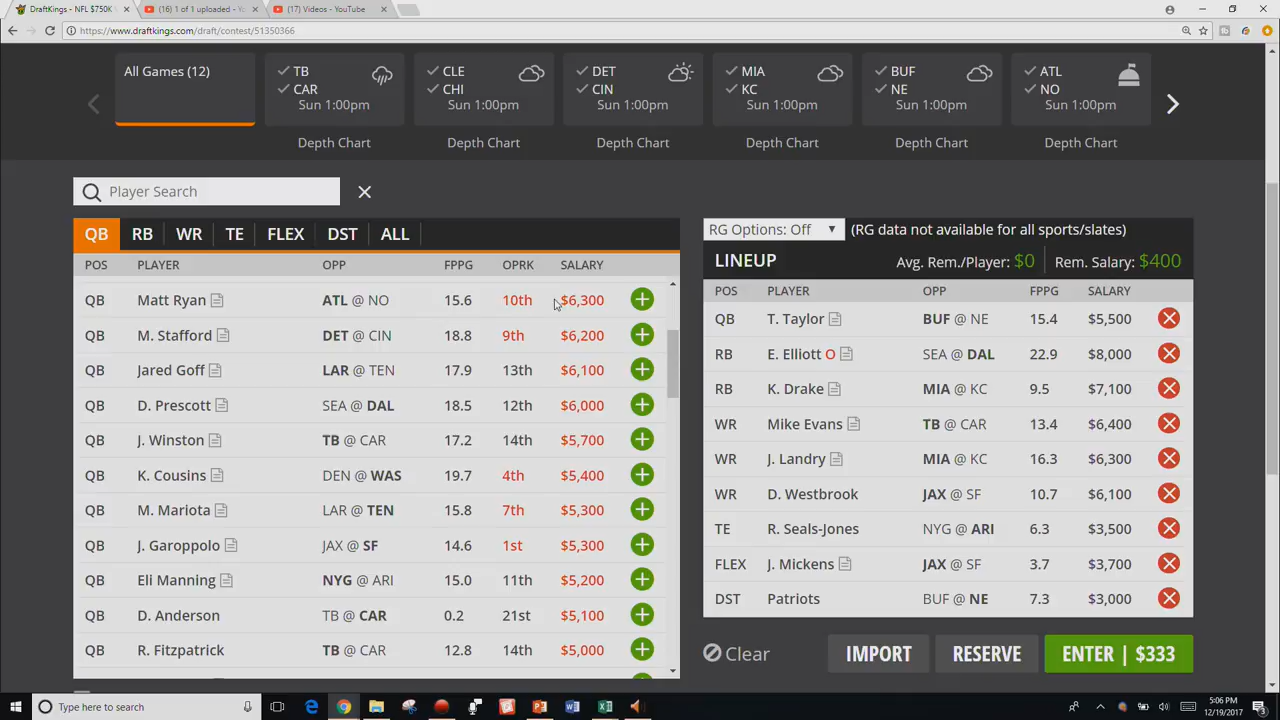 DraftKings - NFL $750K
(16) 1 of 1 uploaded - Yo
(17) Videos - YouTube
https://www.draftkings.com/draft/contest/51350366
All Games (12)
TB
CAR
Sun 1:00pm
CLE
CHI
Sun 1:00pm
DET
CIN
Sun 1:00pm
MIA
KC
Sun 1:00pm
BUF
NE
Sun 1:00pm
ATL
NO
Sun 1:00pm
Depth Chart Depth Chart Depth Chart Depth Chart Depth Chart Depth Chart
Player Search
QB RB WR TE FLEX DST ALL
POS PLAYER OPP FPPG OPRK SALARY
QB Matt Ryan ATL @ NO 15.6 10th $6,300
QB M. Stafford DET @ CIN 18.8 9th $6,200
QB Jared Goff LAR @ TEN 17.9 13th $6,100
QB D. Prescott SEA @ DAL 18.5 12th $6,000
QB J. Winston TB @ CAR 17.2 14th $5,700
QB K. Cousins DEN @ WAS 19.7 4th $5,400
QB M. Mariota LAR @ TEN 15.8 7th $5,300
QB J. Garoppolo JAX @ SF 14.6 1st $5,300
QB Eli Manning NYG @ ARI 15.0 11th $5,200
QB D. Anderson TB @ CAR 0.2 21st $5,100
QB R. Fitzpatrick TB @ CAR 12.8 14th $5,000
RG Options: Off (RG data not available for all sports/slates)
LINEUP Avg. Rem./Player: $0 Rem. Salary: $400
POS PLAYER OPP FPPG SALARY
QB T. Taylor BUF @ NE 15.4 $5,500
RB E. Elliott O SEA @ DAL 22.9 $8,000
RB K. Drake MIA @ KC 9.5 $7,100
WR Mike Evans TB @ CAR 13.4 $6,400
WR J. Landry MIA @ KC 16.3 $6,300
WR D. Westbrook JAX @ SF 10.7 $6,100
TE R. Seals-Jones NYG @ ARI 6.3 $3,500
FLEX J. Mickens JAX @ SF 3.7 $3,700
DST Patriots BUF @ NE 7.3 $3,000
Clear IMPORT RESERVE ENTER | $333
Type here to search
5:06 PM
12/19/2017